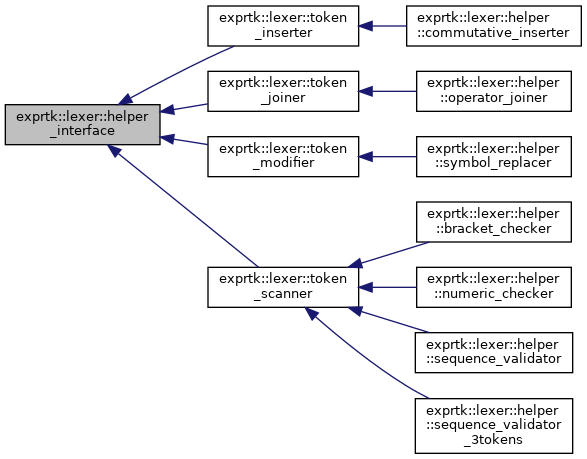 exprtk::lexer::helper
_interface
exprtk::lexer::token
_inserter
exprtk::lexer::helper
::commutative_inserter
exprtk::lexer::token
_joiner
exprtk::lexer::helper
::operator_joiner
exprtk::lexer::token
_modifier
exprtk::lexer::helper
::symbol_replacer
exprtk::lexer::token
_scanner
exprtk::lexer::helper
::bracket_checker
exprtk::lexer::helper
::numeric_checker
exprtk::lexer::helper
::sequence_validator
exprtk::lexer::helper
::sequence_validator
_3tokens